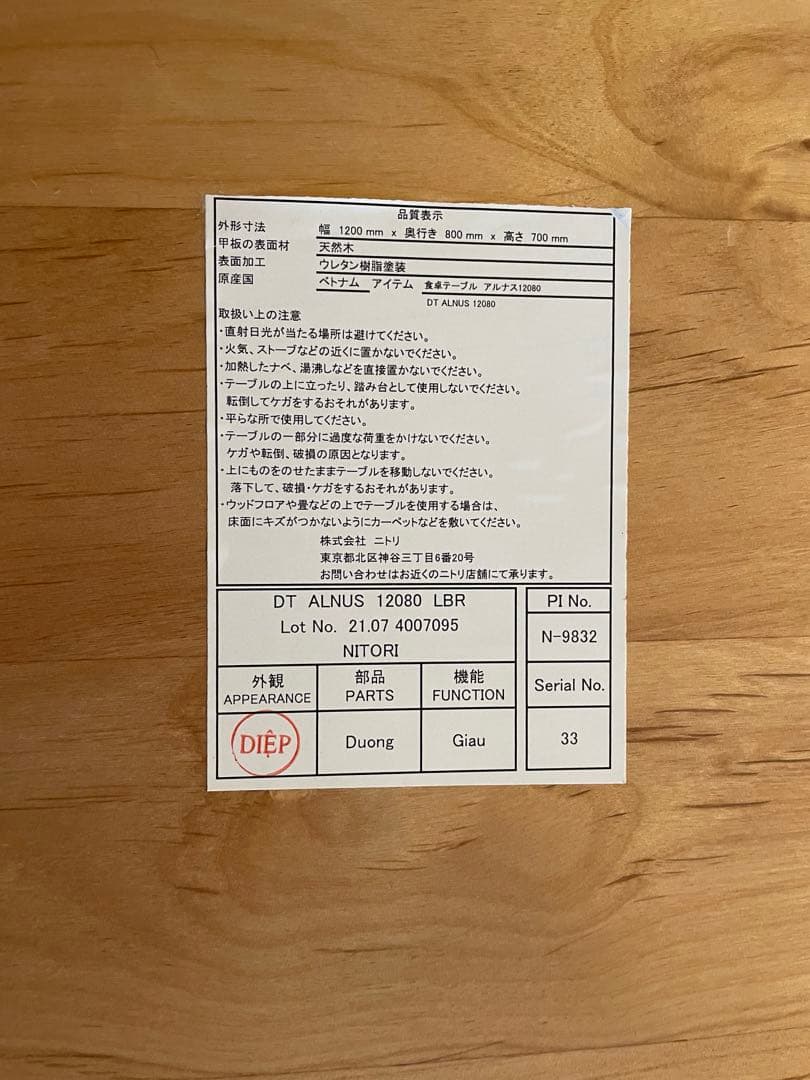 品質表示
外形寸法 幅 1200 mm x 奥行き 800 mm x 高さ 700 mm
甲板の表面材 天然木
表面加工 ウレタン樹脂塗装
原産国 ベトナム アイテム 食卓テーブル アルナス12080
DT ALNUS 12080
取扱い上の注意
・直射日光が当たる場所は避けてください。
・火気、ストーブなどの近くに置かないでください。
・加熱したナベ、湯沸しなどを直接置かないでください。
・テーブルの上に立ったり、踏み台として使用しないでください。
転倒してケガをするおそれがあります。
・平らな所で使用してください。
・テーブルの一部分に過度な荷重をかけないでください。
ケガや転倒、破損の原因となります。
・上にものをのせたままテーブルを移動しないでください。
落下して、破損・ケガをするおそれがあります。
・ウッドフロアや畳などの上でテーブルを使用する場合は、
床面にキズがつかないようにカーペットなどを敷いてください。
株式会社 ニトリ
東京都北区神谷三丁目6番20号
お問い合わせはお近くのニトリ店舗にて承ります。
DT ALNUS 12080 LBR
Lot No. 21.07 4007095
NITORI
PI No.
N-9832
外観 部品 機能
APPEARANCE PARTS FUNCTION
Serial No.
DIỆP Duong Giau
33